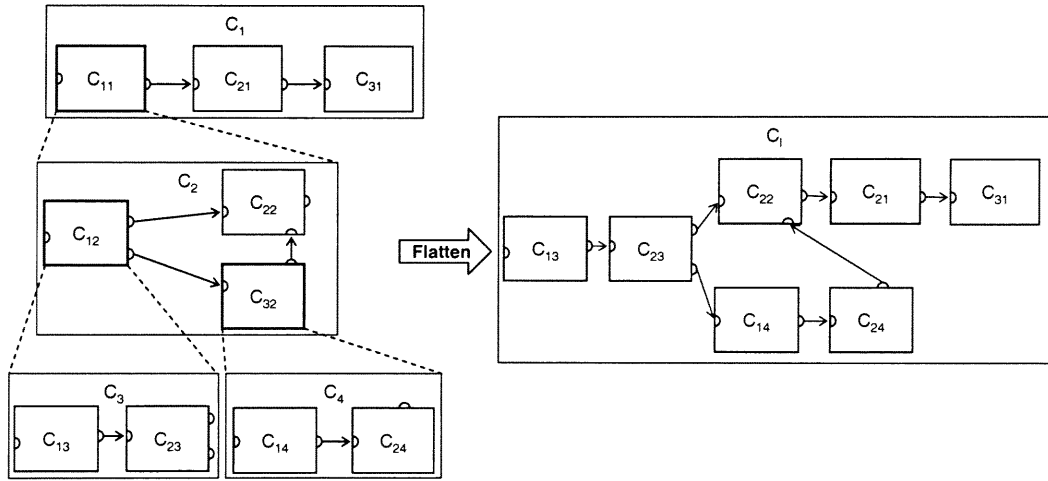 C₁
C₁₁ C₂₁ C₃₁
C₂
C₂₂
C₁₂
C₃₂
C₃
C₁₃ C₂₃
C₄
C₁₄ C₂₄
Flatten
Cₗ
C₂₂ C₂₁ C₃₁
C₁₃ C₂₃
C₁₄ C₂₄